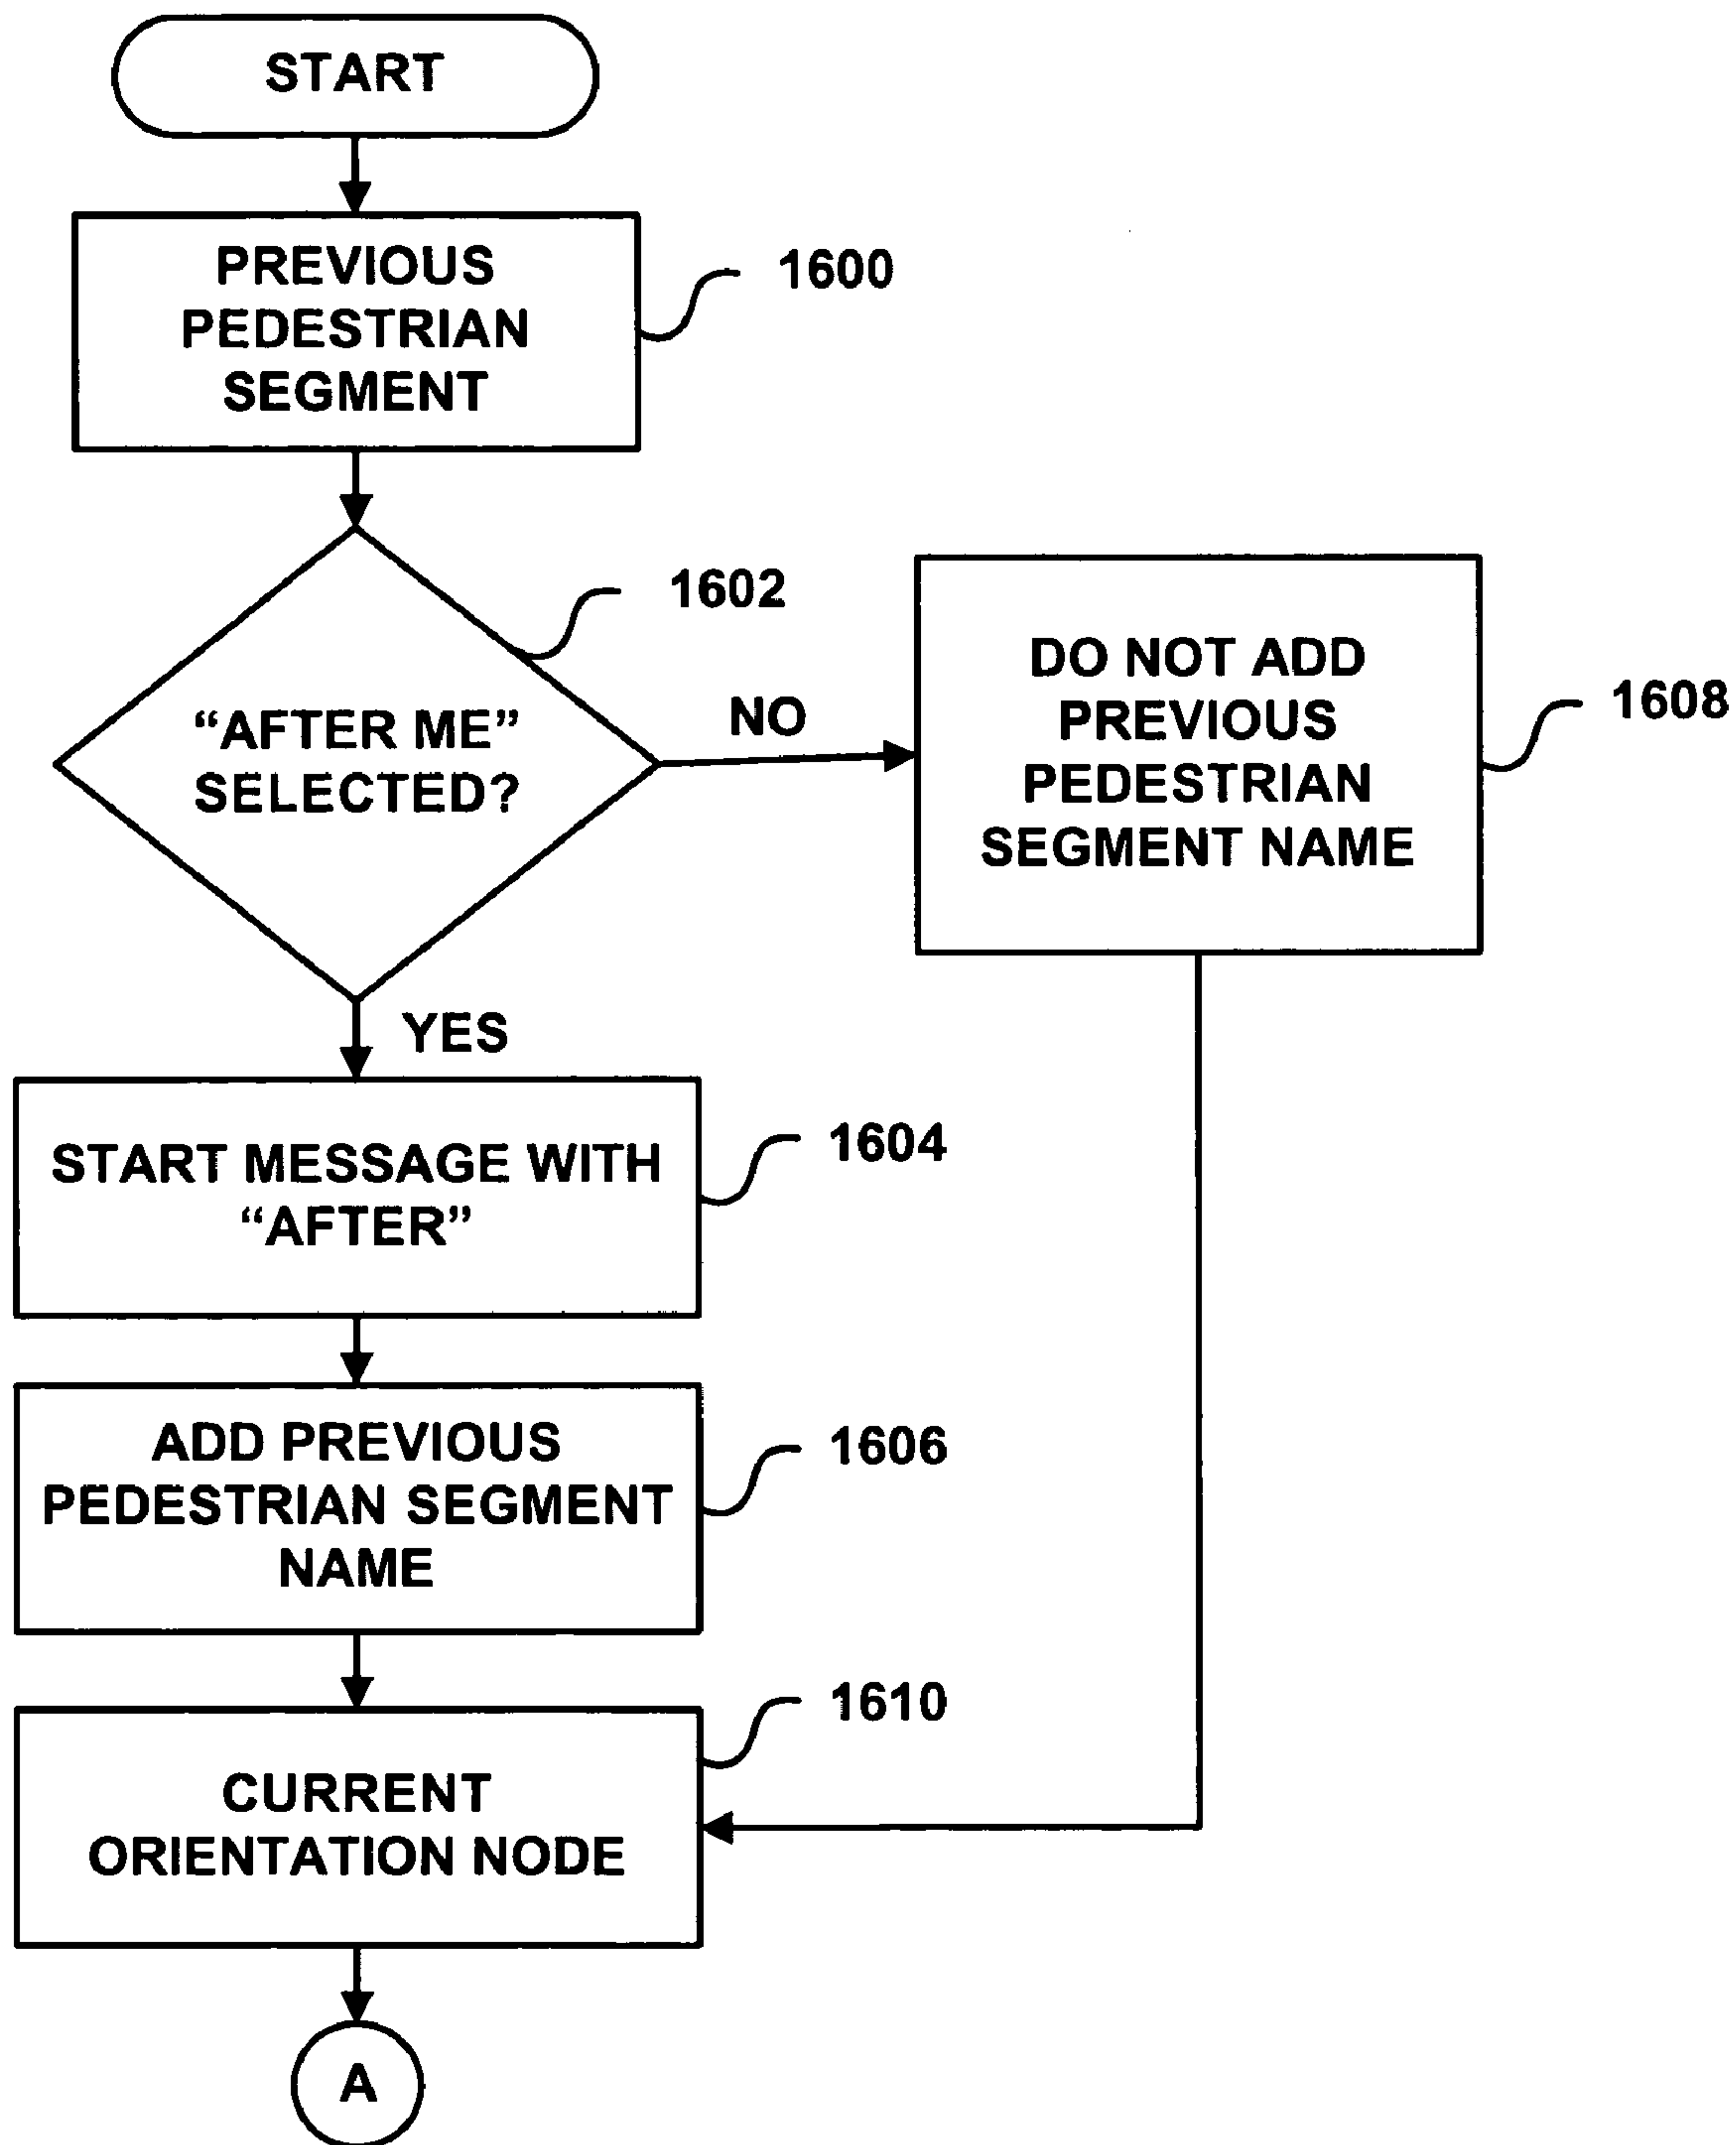 START
PREVIOUS
PEDESTRIAN
SEGMENT
1600
1602
“AFTER ME”
SELECTED?
NO
DO NOT ADD
PREVIOUS
PEDESTRIAN
SEGMENT NAME
1608
YES
START MESSAGE WITH
“AFTER”
1604
ADD PREVIOUS
PEDESTRIAN SEGMENT
NAME
1606
CURRENT
ORIENTATION NODE
1610
A